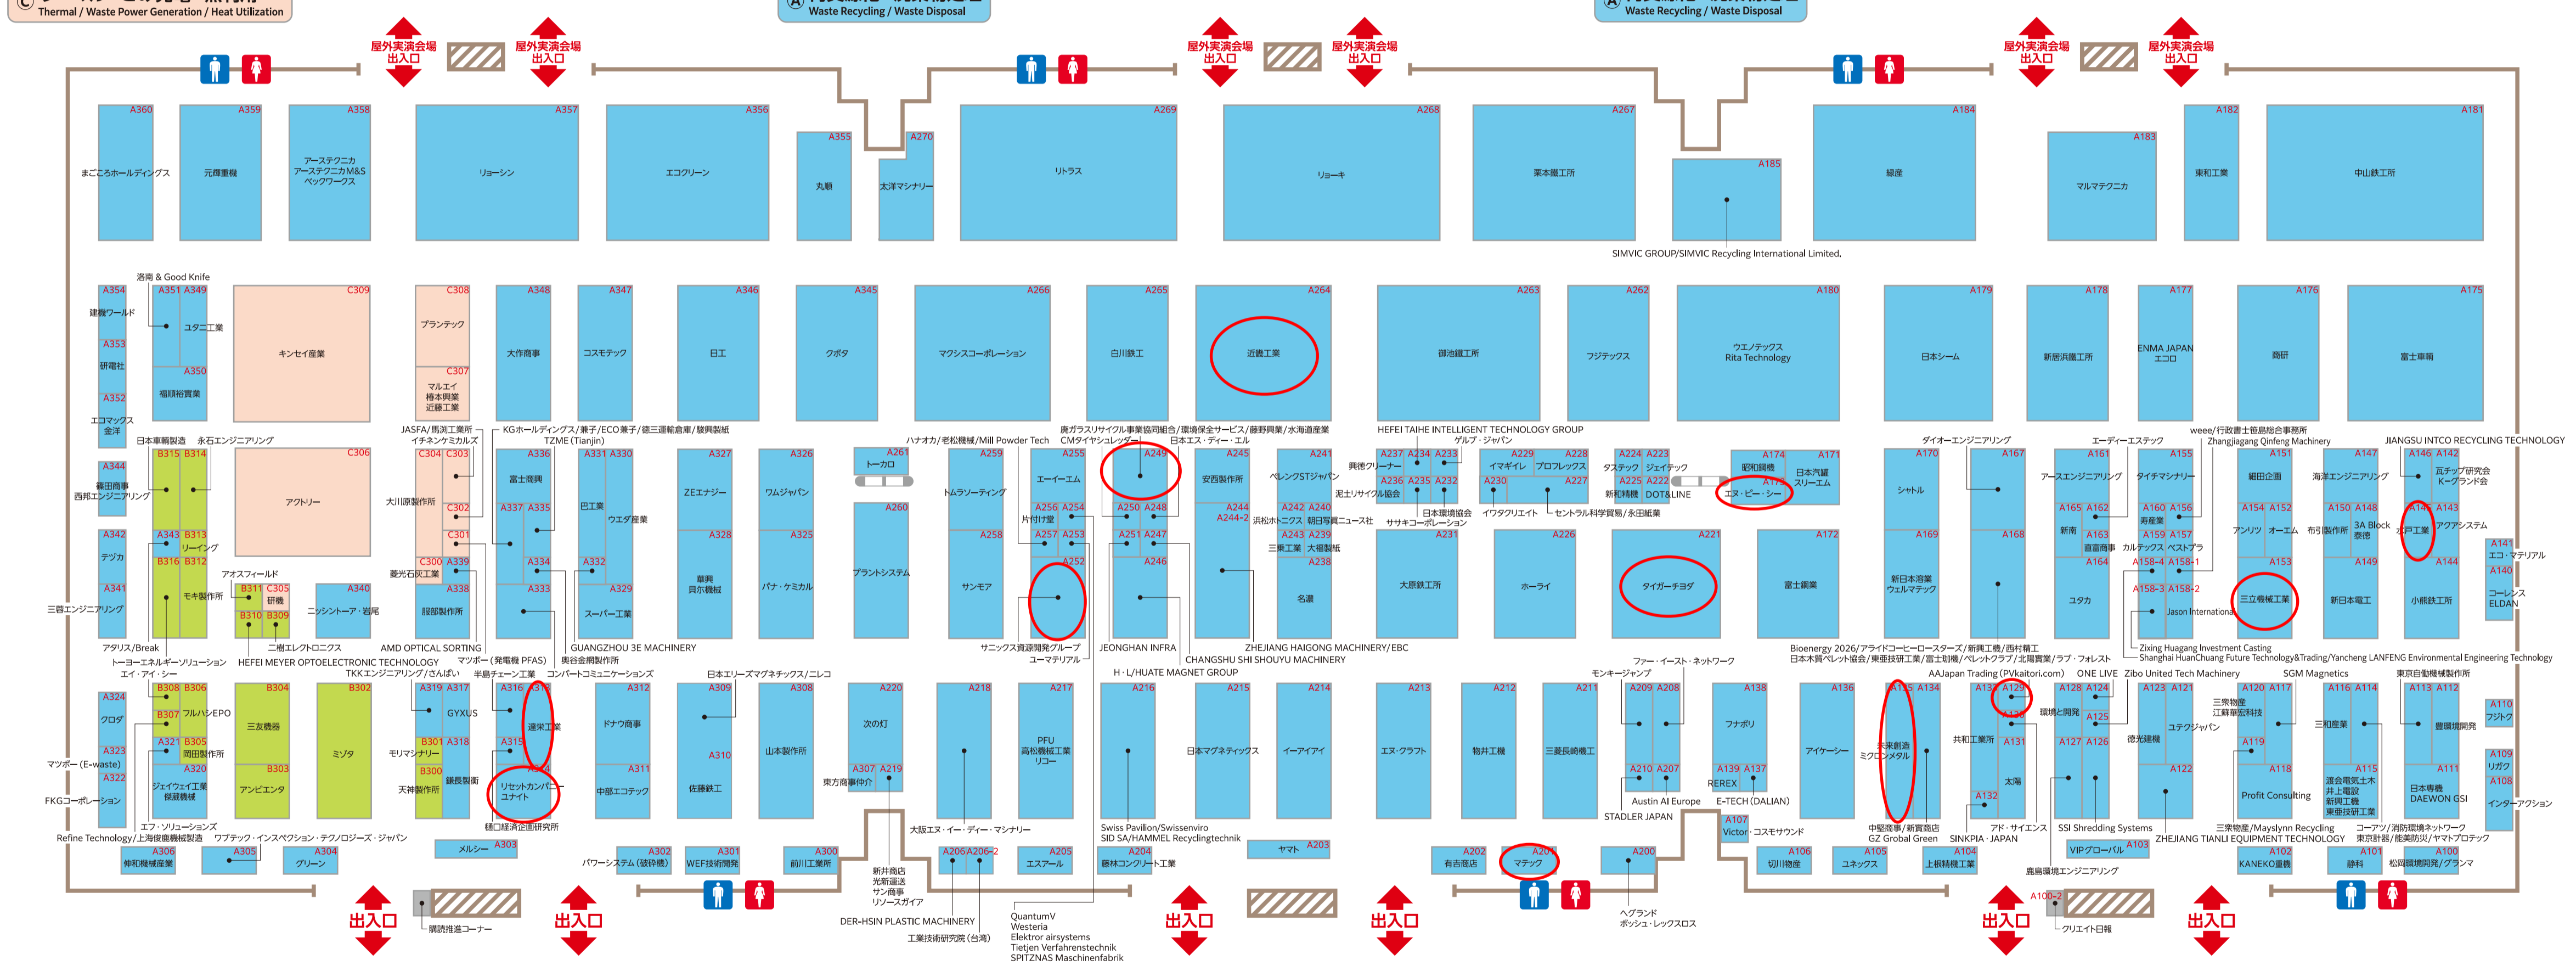 Thermal / Waste Power Generation / Heat Utilization
Ⓐ
Waste Recycling / Waste Disposal
Ⓐ
Waste Recycling / Waste Disposal
屋外実演会場
出入口
屋外実演会場
出入口
屋外実演会場
出入口
屋外実演会場
出入口
屋外実演会場
出入口
屋外実演会場
出入口
A360
まごころホールディングス
A359
元輝重機
A358
アーステクニカ
アーステクニカM&S
ベックワークス
A357
リョーシン
A356
エコグリーン
A355
丸順
A270
太洋マシナリー
A269
リトラス
A268
リョーキ
A267
栗本鐵工所
A185
SIMVIC GROUP/SIMVIC Recycling International Limited.
A184
緑産
A183
マルマテクニカ
A182
東和工業
A181
中山鉄工所
洛南 & Good Knife
A354
建機ワールド
A353
研電社
A352
エコマックス
金洋
A351
A349
ユタニ工業
A350
福順裕實業
C309
キンセイ産業
C308
プランテック
C307
マルエイ
椿本興業
近藤工業
A348
大作商事
A347
コスモテック
A346
日工
A345
クボタ
A266
マクシスコーポレーション
A265
白川鉄工
A264
近畿工業
A263
御池鐵工所
A262
フジテックス
A180
ウエノテックス
Rita Technology
A179
日本シーム
A178
新居浜鐵工所
A177
ENMA JAPAN
エコロ
A176
商研
A175
富士車輌
日本車輌製造
永石エンジニアリング
JASFA/馬渕工業所
イチネンケミカルズ
KGホールディングス/兼子/ECO兼子/徳三運輸倉庫/駿興製紙
TZME (Tianjin)
ハナオカ/老松機械/Mill Powder Tech
廃ガラスリサイクル事業協同組合/環境保全サービス/藤野興業/水海道産業
CMタイヤシュレッダー
日本エス・ディー・エル
HEFEI TAIHE INTELLIGENT TECHNOLOGY GROUP
ゲルプ・ジャパン
ダイオーエンジニアリング
エーディーエステック
weee/行政書士笹島総合事務所
Zhangjiagang Qinfeng Machinery
JIANGSU INTCO RECYCLING TECHNOLOGY
A344
篠田商事
西邦エンジニアリング
A342
テヅカ
A341
三蓉エンジニアリング
B315
B314
A343
B313
リーイング
B316
B312
モキ製作所
C306
アクトリー
アオスフィールド
B311
C305
研機
B310
B309
A340
ニッシントーア・岩尾
C304
C303
大川原製作所
C302
C301
C300
A339
菱光石灰工業
A338
服部製作所
A336
富士商興
A337
A335
A334
A333
A331
A330
巴工業
ウエダ産業
A332
A329
スーパー工業
A327
ZEエナジー
A328
華興
貝尔機械
A326
ワムジャパン
A325
パナ・ケミカル
A261
トーカロ
A260
プラントシステム
A259
トムラソーティング
A258
サンモア
A255
エーイーエム
A256
A254
片付け堂
A257
A253
A252
A249
A250
A248
A251
A247
A246
A245
安西製作所
A244
A244-2
A241
ペレンクSTジャパン
A242
A240
浜松ホトニクス
朝日写真ニュース社
A243
A239
三東工業
大福製紙
A238
名濃
A237
A234
A233
興徳クリーナー
A236
A235
A232
泥土リサイクル協会
日本環境協会
ササキコーポレーション
A231
大原鉄工所
A229
A228
イマギイレ
プロフレックス
A230
A227
イワタクリエイト
セントラル科学貿易/永田紙業
A226
ホーライ
A224
A223
タステック
ジェイテック
A225
A222
新和精機
DOT&LINE
A221
タイガーチヨダ
A174
昭和鋼機
A171
日本汽罐
スリーエム
A173
エヌ・ピー・シー
A172
富士鋼業
A170
シャトル
A169
新日本溶業
ウェルマテック
A167
A168
A161
アースエンジニアリング
A165
A162
新南
A163
直富商事
A164
ユタカ
A155
タイチマシナリー
A160
A156
寿産業
A159
A157
カルテックス
ベストプラ
A158-4
A158-1
A158-3
A158-2
Jason International
A151
細田企画
A154
A152
アンリツ
オーエム
A153
三立機械工業
A147
海洋エンジニアリング
A150
A148
布引製作所
3A Block
泰徳
A149
新日本電工
A146
A142
瓦チップ研究会
K-グランド会
A145
A143
水戸工業
アクアシステム
A144
小熊鉄工所
A141
エコ・マテリアル
A140
コーレンス
ELDAN
アタリス/Break
トーヨーエネルギーソリューション
二樹エレクトロニクス
HEFEI MEYER OPTOELECTRONIC TECHNOLOGY
AMD OPTICAL SORTING
マツボー (発電機 PFAS)
奥谷金網製作所
GUANGZHOU 3E MACHINERY
サニックス資源開発グループ
ユーマテリアル
JEONGHAN INFRA
CHANGSHU SHI SHOUYU MACHINERY
H・L/HUATE MAGNET GROUP
ZHEJIANG HAIGONG MACHINERY/EBC
Bioenergy 2026/アライドコーヒーロースターズ/新興工機/西村精工
日本木質ペレット協会/東亜技研工業/富士珈機/ペレットクラブ/北陽實業/ラブ・フォレスト
Zixing Huagang Investment Casting
Shanghai HuanChuang Future Technology&Trading/Yancheng LANFENG Environmental Engineering Technology
エイ・アイ・シー
TKKエンジニアリング/さんぱい
半島チェーン工業
コンバートコミュニケーションズ
日本エリーズマグネチックス/ニレコ
モンキージャンプ
ファー・イースト・ネットワーク
AAJapan Trading (PVkaitori.com)
ONE LIVE
Zibo United Tech Machinery
SGM Magnetics
東京自働機械製作所
A324
クロダ
A323
マツボー (E-waste)
A322
FKGコーポレーション
B308
B306
フルハシEPO
B307
A321
B305
岡田製作所
A320
ジェイウェイ工業
傑崴機械
B304
三友機器
B303
アンビエンタ
B302
ミゾタ
A319
A317
GYXUS
B301
A318
モリマシナリー
B300
鎌長製衡
天神製作所
A316
A313
達栄工業
A315
A314
リセットカンパニー
ユナイト
A312
ドナウ商事
A311
中部エコテック
A309
A310
佐藤鉄工
A308
山本製作所
A220
次の灯
A307
A219
東方商事仲介
A218
A217
PFU
高松機械工業
リコー
A216
A215
日本マグネティックス
A214
イーアイアイ
A213
エヌ・クラフト
A212
物井工機
A211
三菱長崎機工
A209
A208
A210
A207
A138
フナボリ
A139
A137
REREX
A136
アイケーシー
A135
未来創造
ミクロンメタル
A134
A133
A129
A130
共和工業所
A131
太陽
A132
A128
A124
環境と開発
A125
A127
A126
A123
A121
ユテクジャパン
徳光建機
A122
A120
A117
三衆物産
江蘇華宏科技
A119
A118
Profit Consulting
A116
A114
三和産業
A115
渡会電気土木
井上電設
新興工機
東亜技研工業
A113
A112
豊環境開発
A111
日本専機
DAEWON GSI
A110
フジトク
A109
リガク
A108
インターアクション
エフ・ソリューションズ
Refine Technology/上海俊鹿機械製造
ワブテック・インスペクション・テクノロジーズ・ジャパン
樋口経済企画研究所
大阪エヌ・イー・ディー・マシナリー
Swiss Pavilion/Swissenviro
SID SA/HAMMEL Recyclingtechnik
Austin AI Europe
STADLER JAPAN
E-TECH (DALIAN)
A107
Victor・コスモサウンド
中堅商事/新實商店
GZ Grobal Green
アド・サイエンス
SINKPIA・JAPAN
SSI Shredding Systems
ZHEJIANG TIANLI EQUIPMENT TECHNOLOGY
三衆物産/Mayslynn Recycling
コーアツ/消防環境ネットワーク
東京計器/能美防災/ヤマトプロテック
A306
伸和機械産業
A305
A304
グリーン
A303
メルシー
A302
パワーシステム (破砕機)
A301
WEF技術開発
A300
前川工業所
新井商店
光新運送
サン商事
リソースガイア
A206
A206-2
A205
エスアール
A204
藤林コンクリート工業
A203
ヤマト
A202
有吉商店
A201
マテック
A200
A106
切川物産
A105
ユネックス
A104
上根精機工業
A103
VIPグローバル
A102
KANEKO重機
A101
静科
A100
松岡環境開発/グランマ
鹿島環境エンジニアリング
A100-2
クリエイト日報
DER-HSIN PLASTIC MACHINERY
工業技術研究院 (台湾)
QuantumV
Westeria
Elektror airsystems
Tietjen Verfahrenstechnik
SPITZNAS Maschinenfabrik
ヘグランド
ボッシュ・レックスロス
購読推進コーナー
出入口
出入口
出入口
出入口
出入口
出入口